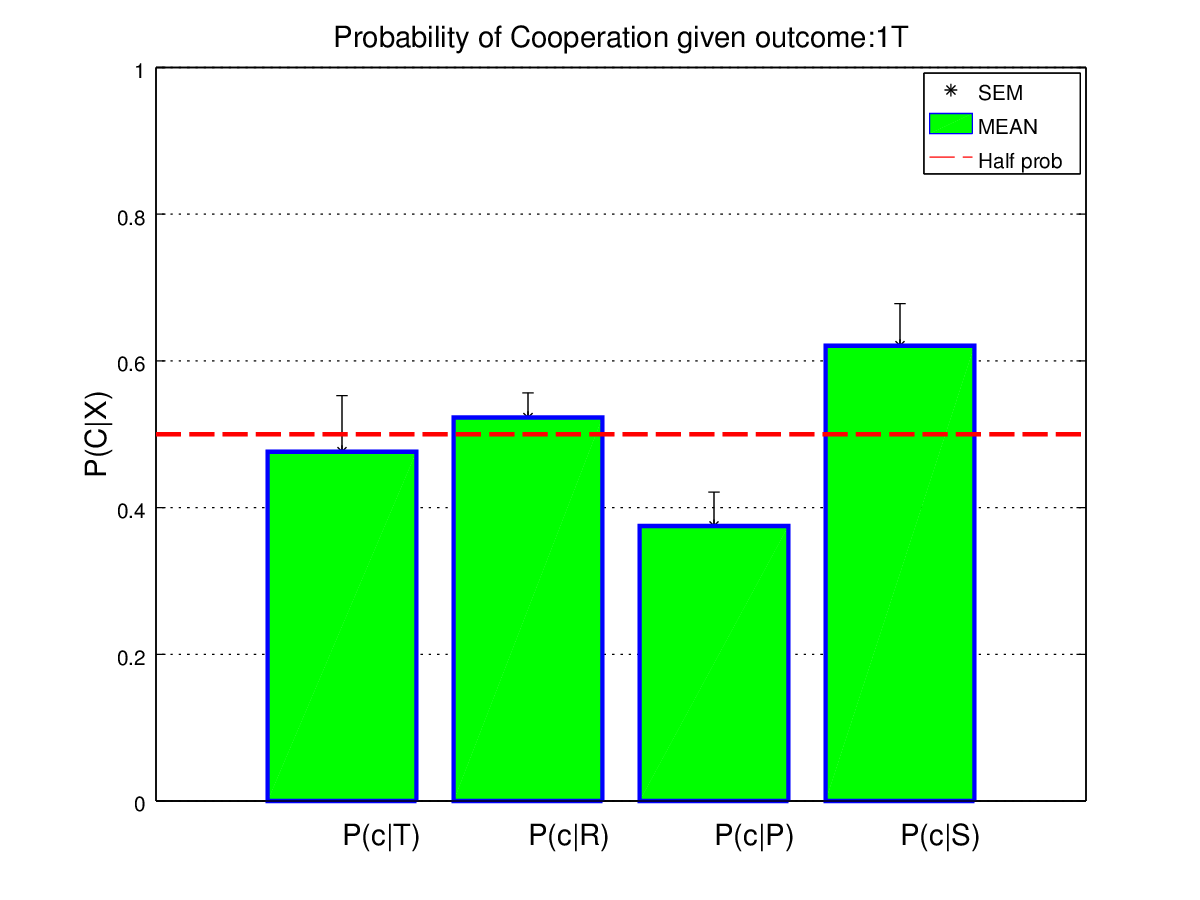 Probability of Cooperation given outcome:1T
SEM
MEAN
Half prob
1
0.8
0.6
0.4
0.2
0
P(C|X)
P(c|T)
P(c|R)
P(c|P)
P(c|S)